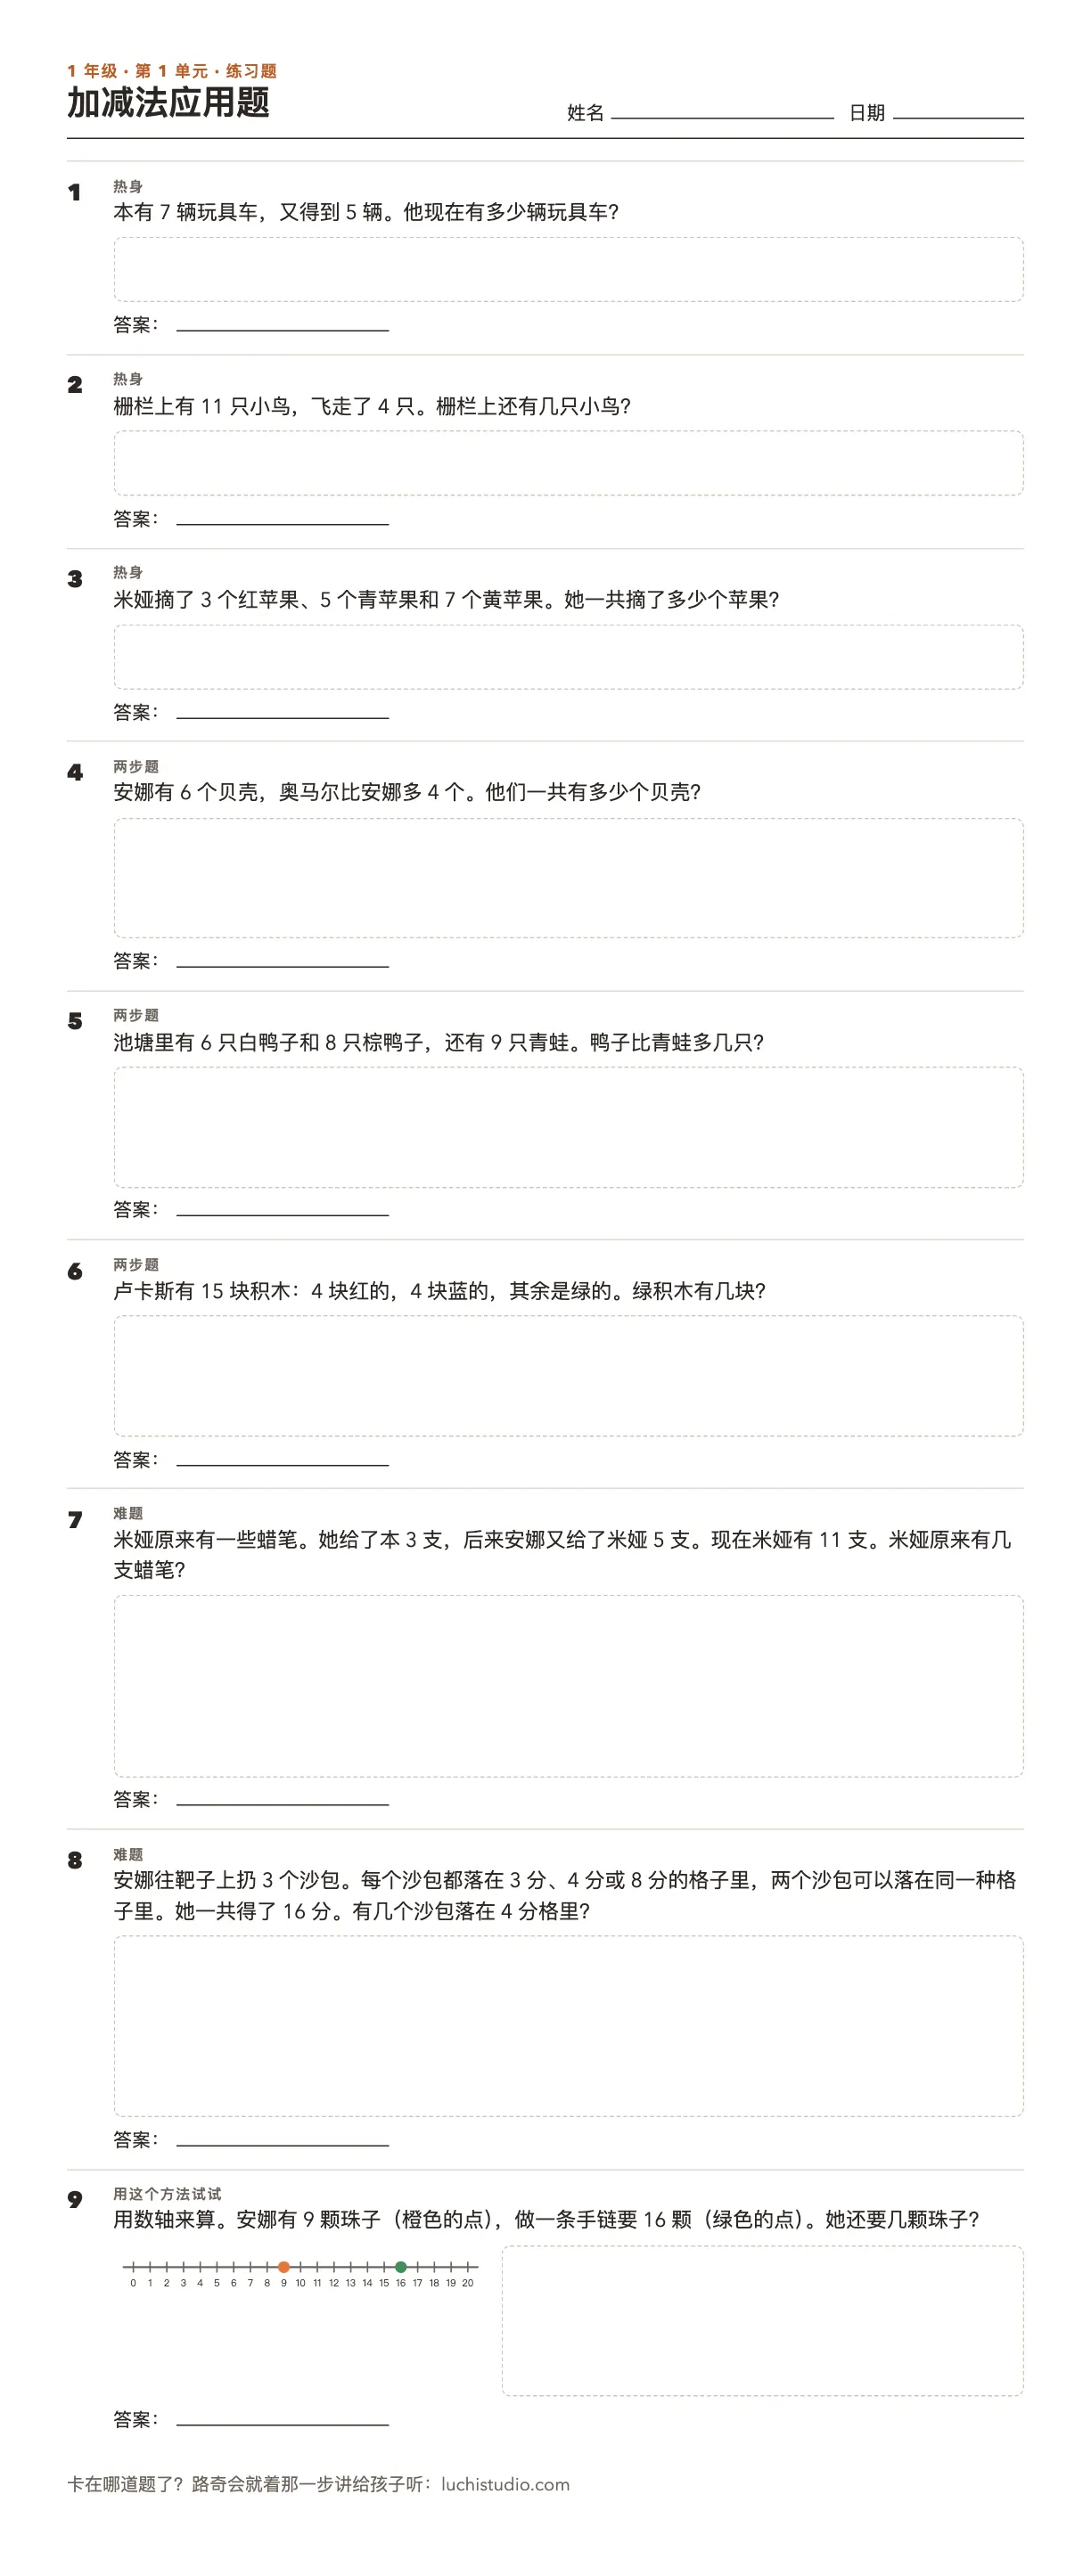 1 年级 · 第 1 单元 · 练习题
加减法应用题
姓名 日期
1 热身
本有 7 辆玩具车，又得到 5 辆。他现在有多少辆玩具车？
答案：
2 热身
栅栏上有 11 只小鸟，飞走了 4 只。栅栏上还有几只小鸟？
答案：
3 热身
米娅摘了 3 个红苹果、5 个青苹果和 7 个黄苹果。她一共摘了多少个苹果？
答案：
4 两步题
安娜有 6 个贝壳，奥马尔比安娜多 4 个。他们一共有多少个贝壳？
答案：
5 两步题
池塘里有 6 只白鸭子和 8 只棕鸭子，还有 9 只青蛙。鸭子比青蛙多几只？
答案：
6 两步题
卢卡斯有 15 块积木：4 块红的，4 块蓝的，其余是绿的。绿积木有几块？
答案：
7 难题
米娅原来有一些蜡笔。她给了本 3 支，后来安娜又给了米娅 5 支。现在米娅有 11 支。米娅原来有几
支蜡笔？
答案：
8 难题
安娜往靶子上扔 3 个沙包。每个沙包都落在 3 分、4 分或 8 分的格子里，两个沙包可以落在同一种格
子里。她一共得了 16 分。有几个沙包落在 4 分格里？
答案：
9 用这个方法试试
用数轴来算。安娜有 9 颗珠子（橙色的点），做一条手链要 16 颗（绿色的点）。她还要几颗珠子？
0 1 2 3 4 5 6 7 8 9 10 11 12 13 14 15 16 17 18 19 20
答案：
卡在哪道题了？路奇会就着那一步讲给孩子听：luchistudio.com